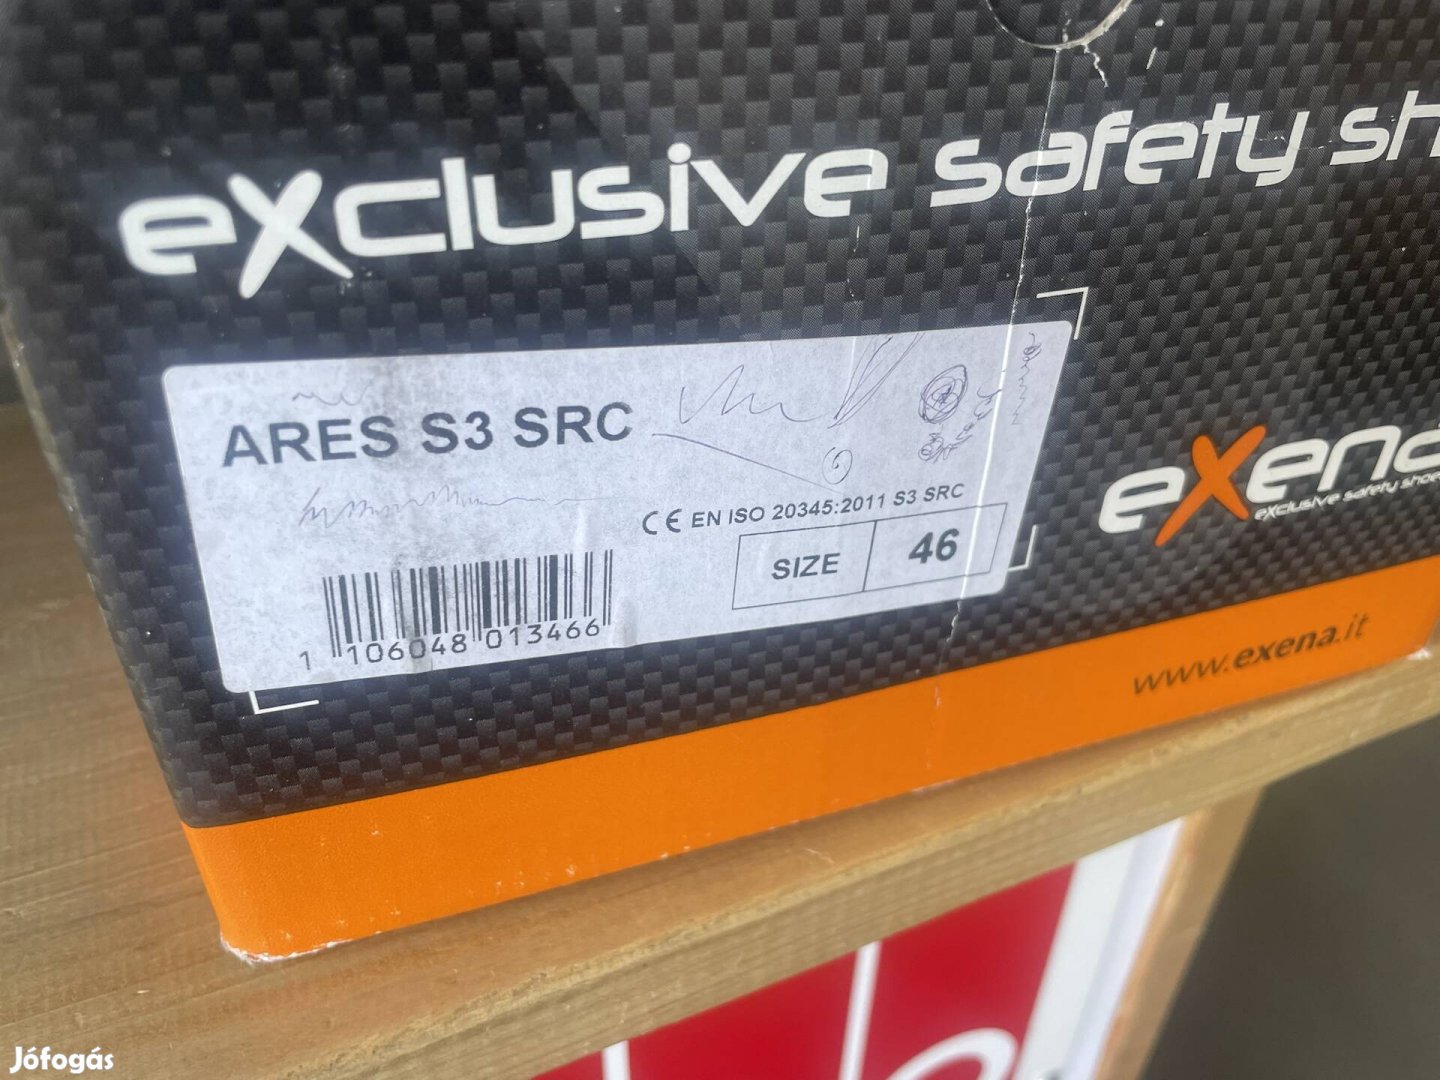 exclusive safety sh
ARES S3 SRC
CE EN ISO 20345:2011 S3 SRC
SIZE 46
1 106048 013466
exena
exclusive safety shoes
www.exena.it
Jófogás